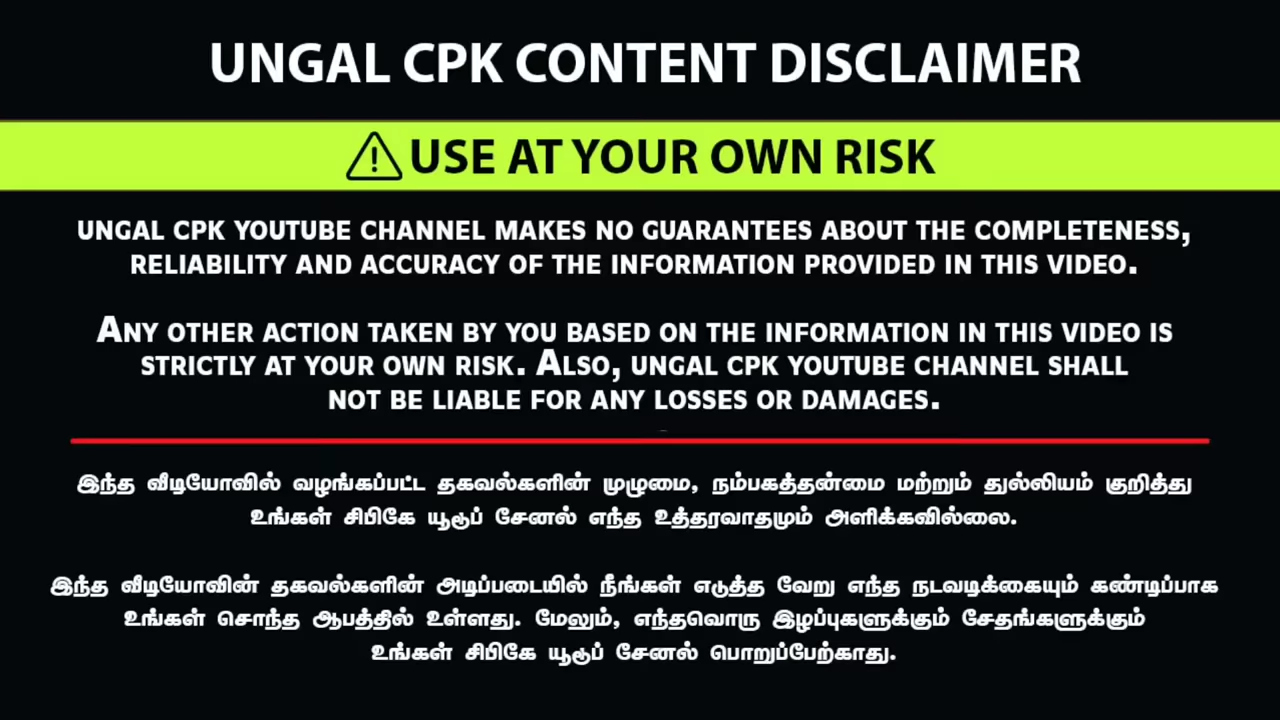 UNGAL CPK CONTENT DISCLAIMER
USE AT YOUR OWN RISK
UNGAL CPK YOUTUBE CHANNEL MAKES NO GUARANTEES ABOUT THE COMPLETENESS,
RELIABILITY AND ACCURACY OF THE INFORMATION PROVIDED IN THIS VIDEO.
ANY OTHER ACTION TAKEN BY YOU BASED ON THE INFORMATION IN THIS VIDEO IS
STRICTLY AT YOUR OWN RISK. ALSO, UNGAL CPK YOUTUBE CHANNEL SHALL
NOT BE LIABLE FOR ANY LOSSES OR DAMAGES.
இந்த வீடியோவில் வழங்கப்பட்ட தகவல்களின் முழுமை, நம்பகத்தன்மை மற்றும் துல்லியம் குறித்து
உங்கள் சிபிகே யூடியூப் சேனல் எந்த உத்தரவாதமும் அளிக்கவில்லை.
இந்த வீடியோவின் தகவல்களின் அடிப்படையில் நீங்கள் எடுத்த வேறு எந்த நடவடிக்கையும் கண்டிப்பாக
உங்கள் சொந்த ஆபத்தில் உள்ளது. மேலும், எந்தவொரு இழப்புகளுக்கும் சேதங்களுக்கும்
உங்கள் சிபிகே யூடியூப் சேனல் பொறுப்பேற்காது.